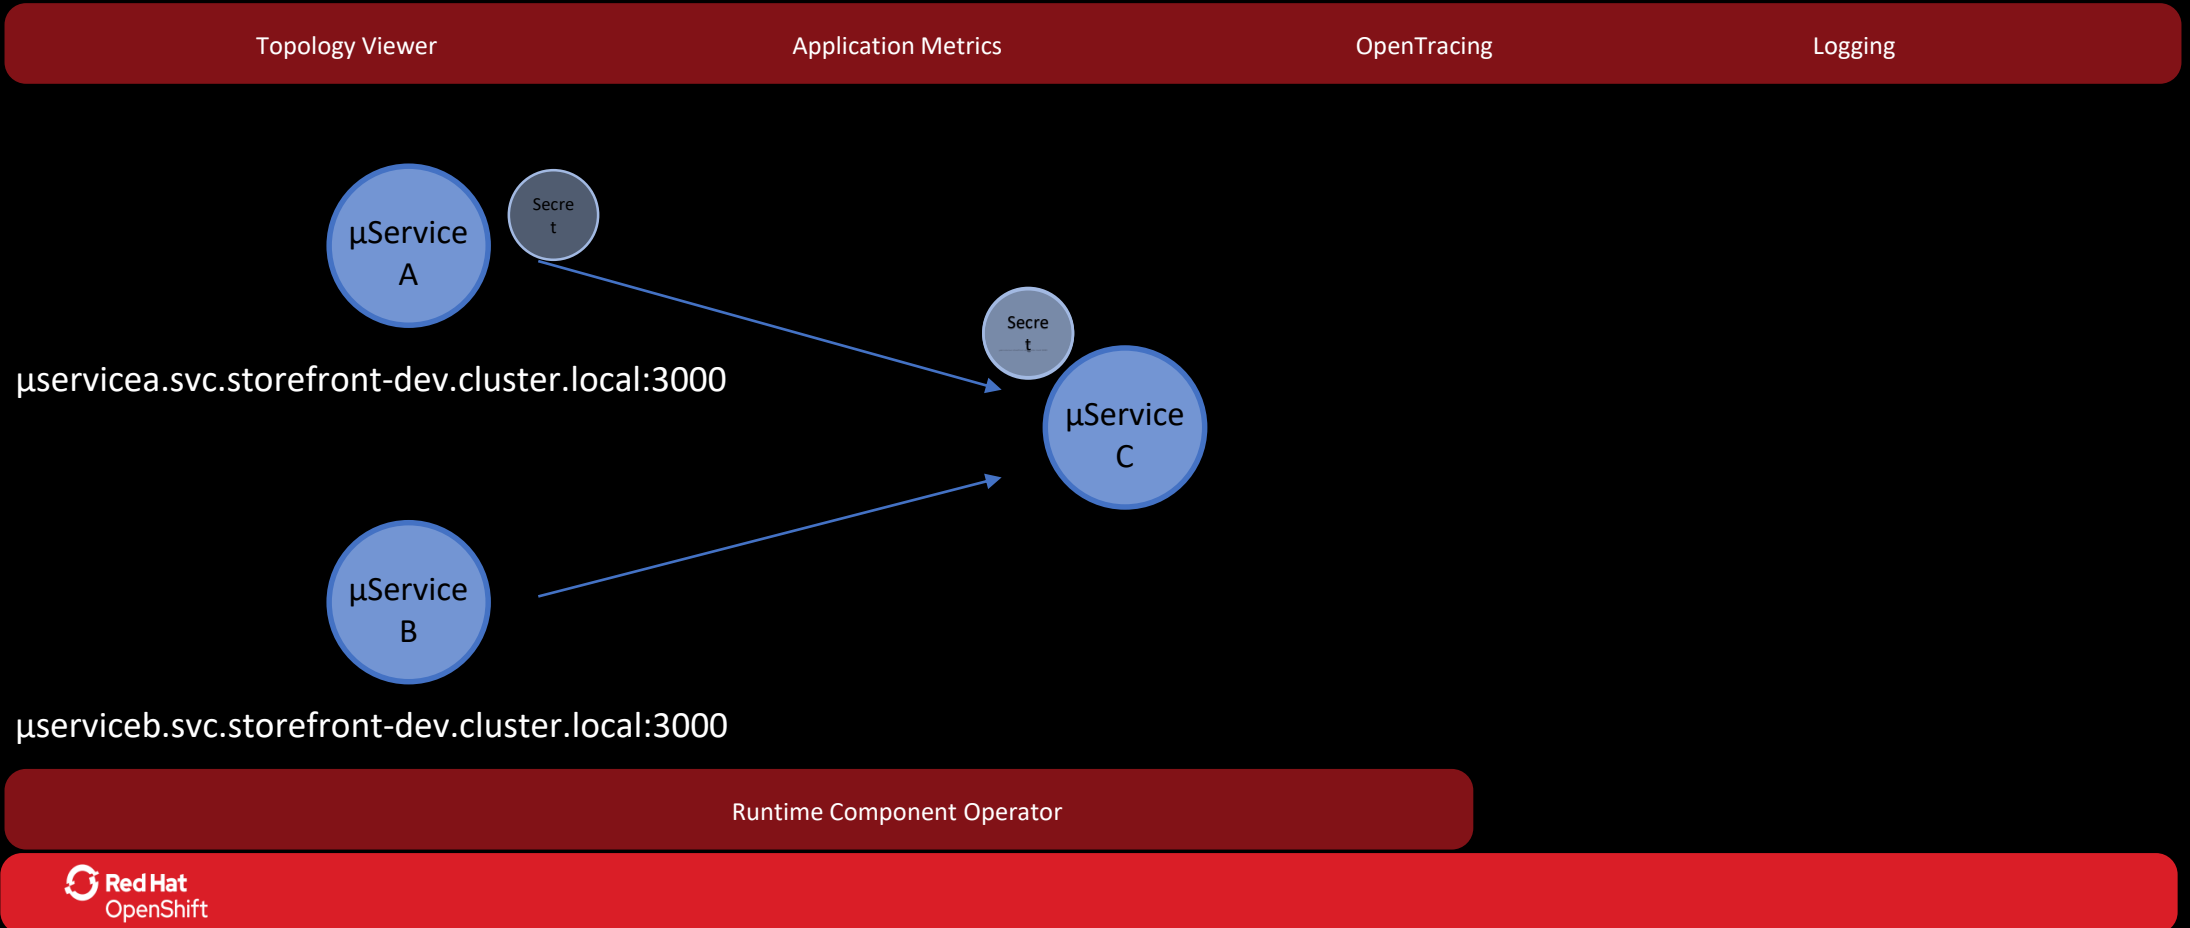 Topology Viewer Application Metrics OpenTracing Logging
µService
A
Secre
t
Secre
t
µservicea.svc.storefront-dev.cluster.local:3000
µService
C
µService
B
µserviceb.svc.storefront-dev.cluster.local:3000
Runtime Component Operator
Red Hat
OpenShift